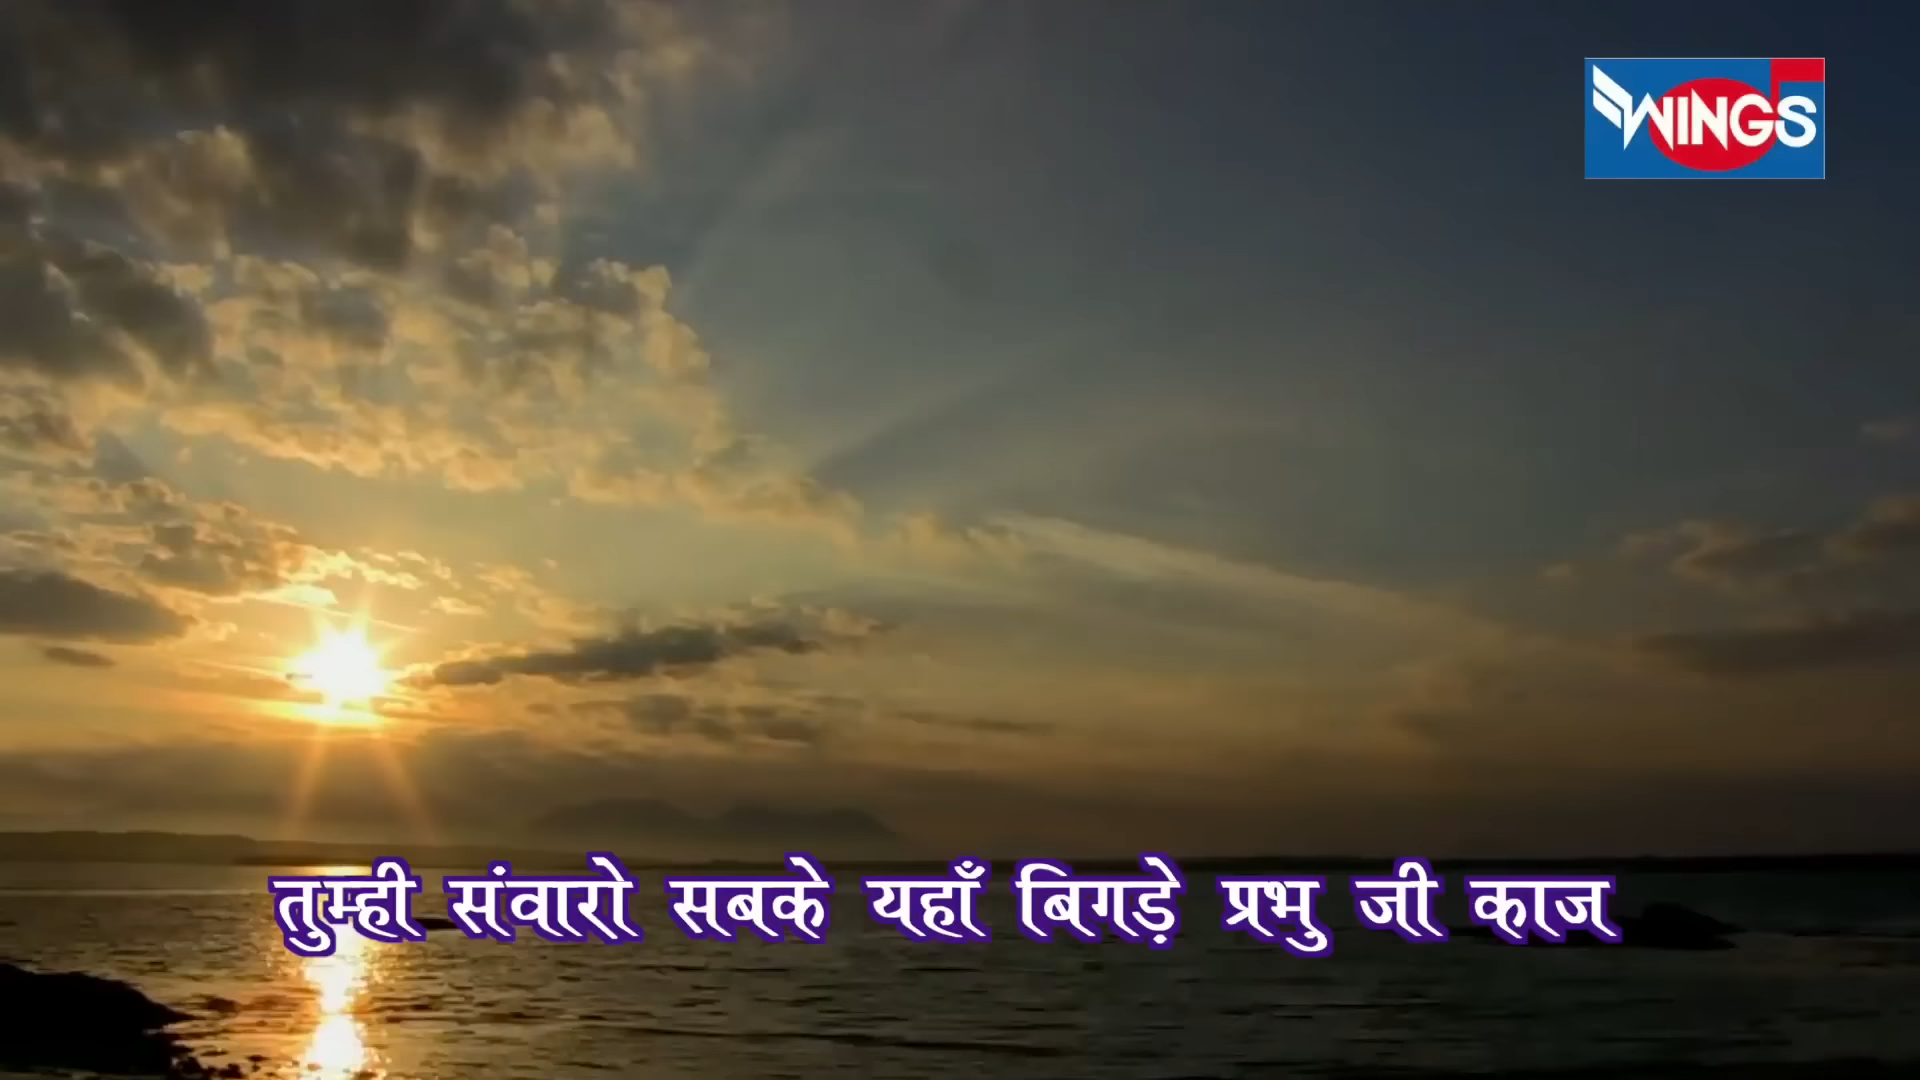 WINGS
तुम्ही संवारो सबके यहाँ बिगड़े प्रभु जी काज